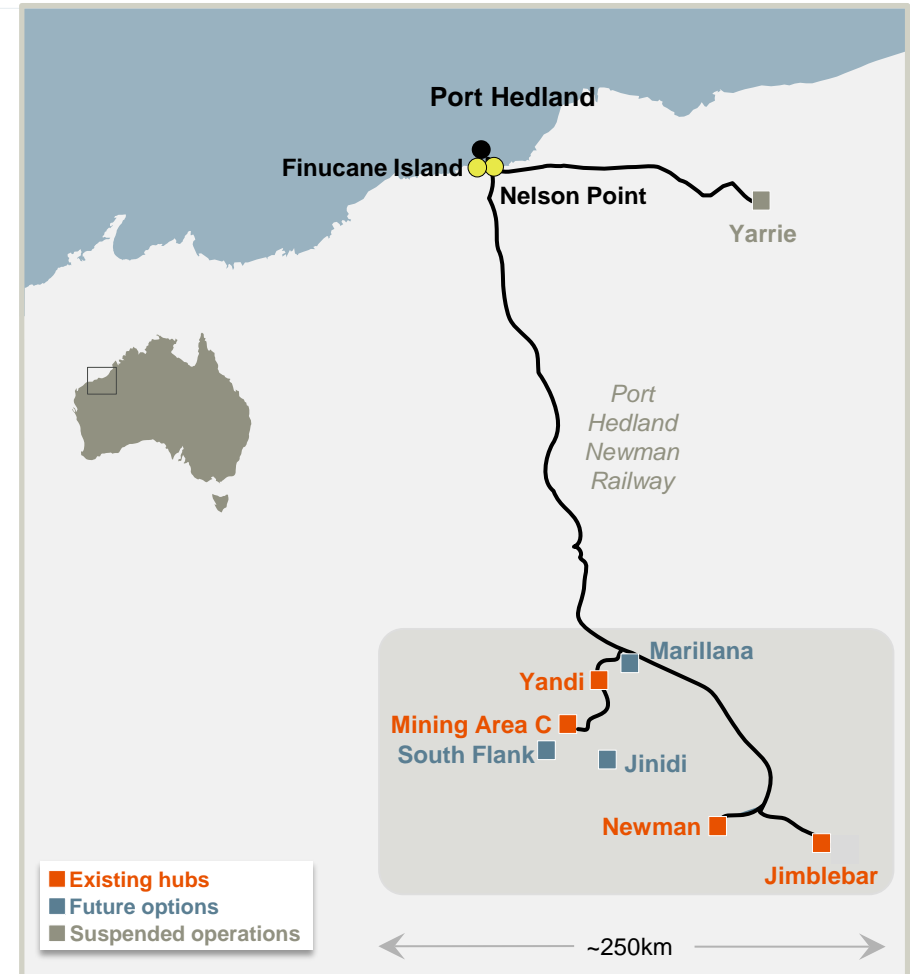 Port Hedland
Finucane Island
Nelson Point
Yarrie
Port
Hedland
Newman
Railway
Marillana
Yandi
Mining Area C
South Flank
Jinidi
Newman
Jimblebar
Existing hubs
Future options
Suspended operations
~250km